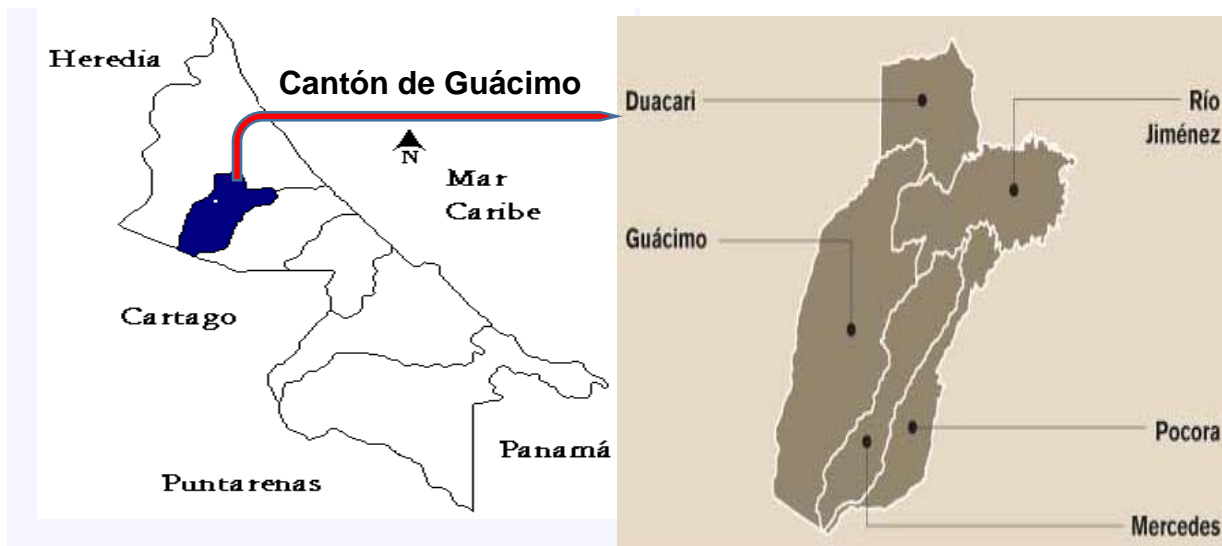 Heredia
Cantón de Guácimo
N
Mar
Caribe
Cartago
Panamá
Puntarenas
Duacari
Río
Jiménez
Guácimo
Pocora
Mercedes